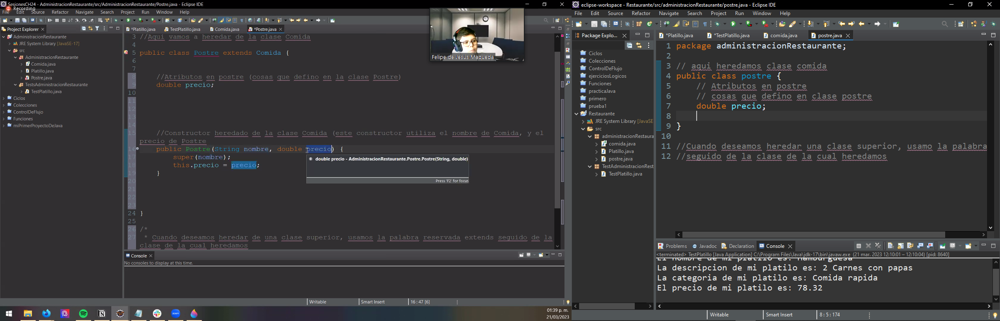 SesionesCH24 - AdministracionRestaurante/src/AdministracionRestaurante/Postre.java - Eclipse IDE
Recording
File Edit Source Refactor Navigate Search Project Run Window Help
Project Explorer
AdministracionRestaurante
JRE System Library [JavaSE-17]
src
AdministracionRestaurante
Comida.java
Platillo.java
Postre.java
TestsAdministracionRestaurante
TestPlatillo.java
Ciclos
Colecciones
ControlDeFlujo
Funciones
miPrimerProyectoDeJava
*Platillo.java TestPlatillo.java Comida.java *Postre.java
3 //Aqui vamos a heredar de la clase Comida
4
5 public class Postre extends Comida {
6
7
8 //Atributos en postre (cosas que defino en la clase Postre)
9 double precio;
10
11
12
13
14
15 //Constructor heredado de la clase Comida (este constructor utiliza el nombre de Comida, y el
precio de Postre
16 public Postre(String nombre, double precio) {
17 super(nombre);
18 this.precio = precio;
19 }
20
21
22
23
24 }
25
26 /*
27 * Cuando deseamos heredar de una clase superior, usamos la palabra reservada extends seguido de la
clase de la cual heredamos
double precio - AdministracionRestaurante.Postre.Postre(String, double)
Press 'F2' for focus
Felipe de Jesús Maqueda
Console
No consoles to display at this time.
Writable Smart Insert 16 : 47 [6]
zoom
01:39 p. m.
21/03/2023
eclipse-workspace - Restaurante/src/administracionRestaurante/postre.java - Eclipse IDE
File Edit Source Refactor Navigate Search Project Run Window Help
Package Explo...
Ciclos
Colecciones
ControlDeFlujo
ejerciciosLogicos
Funciones
practicaJava
primero
prueba1
Restaurante
JRE System Library [JavaSE
src
administracionRestaura
comida.java
Platillo.java
postre.java
TestAdministracionRest
TestPlatillo.java
*Platillo.java *TestPlatillo.java comida.java postre.java
1 package administracionRestaurante;
2
3 // aqui heredamos clase comida
4 public class postre {
5 // Atributos en postre
6 // cosas que defino en clase postre
7 double precio;
8
9 }
10
11 //Cuando deseamos heredar una clase superior, usamo la palabra
12 //seguido de la clase de la cual heredamos
Problems Javadoc Declaration Console
<terminated> TestPlatillo [Java Application] C:\Program Files\Java\jdk-17\bin\javaw.exe (21 mar. 2023 12:10:01 – 12:10:04) [pid: 8640]
El nombre de mi platillo es: Hamburguesa
La descripcion de mi platilo es: 2 Carnes con papas
La categoria de mi platilo es: Comida rapida
El precio de mi platilo es: 78.32
Writable Smart Insert 8 : 5 : 174